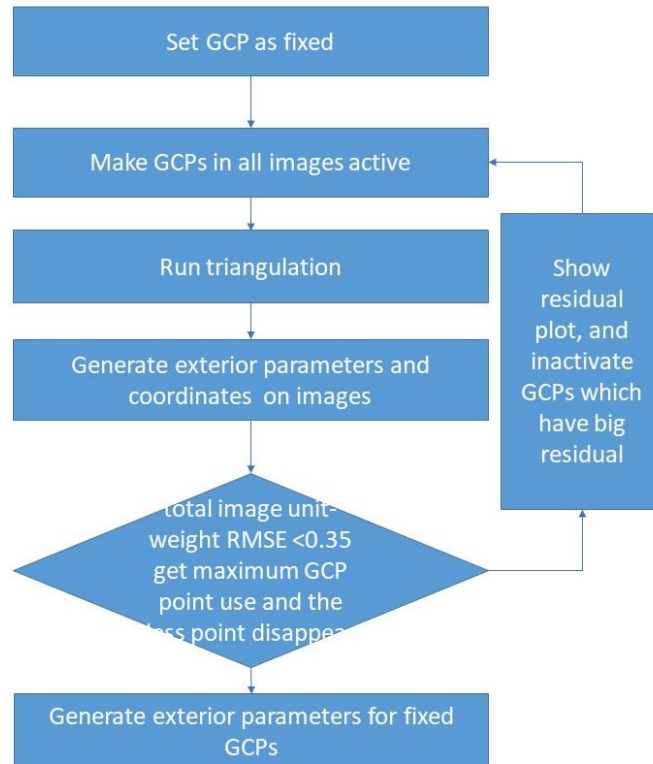 Set GCP as fixed
Make GCPs in all images active
Run triangulation
Generate exterior parameters and
coordinates on images
total image unit-
weight RMSE <0.35
get maximum GCP
point use and the
point
Generate exterior parameters for fixed
GCPs
Show
residual
plot, and
inactivate
GCPs which
have big
residual